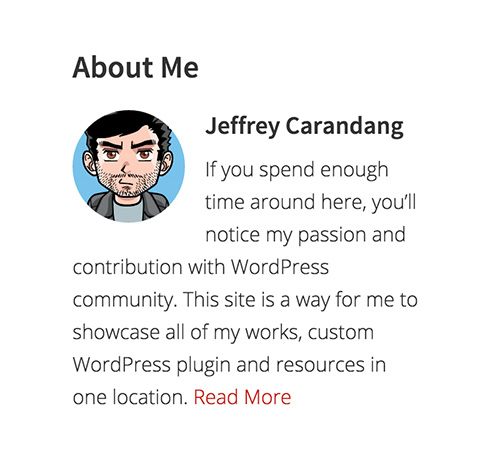 About Me
Jeffrey Carandang
If you spend enough
time around here, you’ll
notice my passion and
contribution with WordPress
community. This site is a way for me to
showcase all of my works, custom
WordPress plugin and resources in
one location. Read More